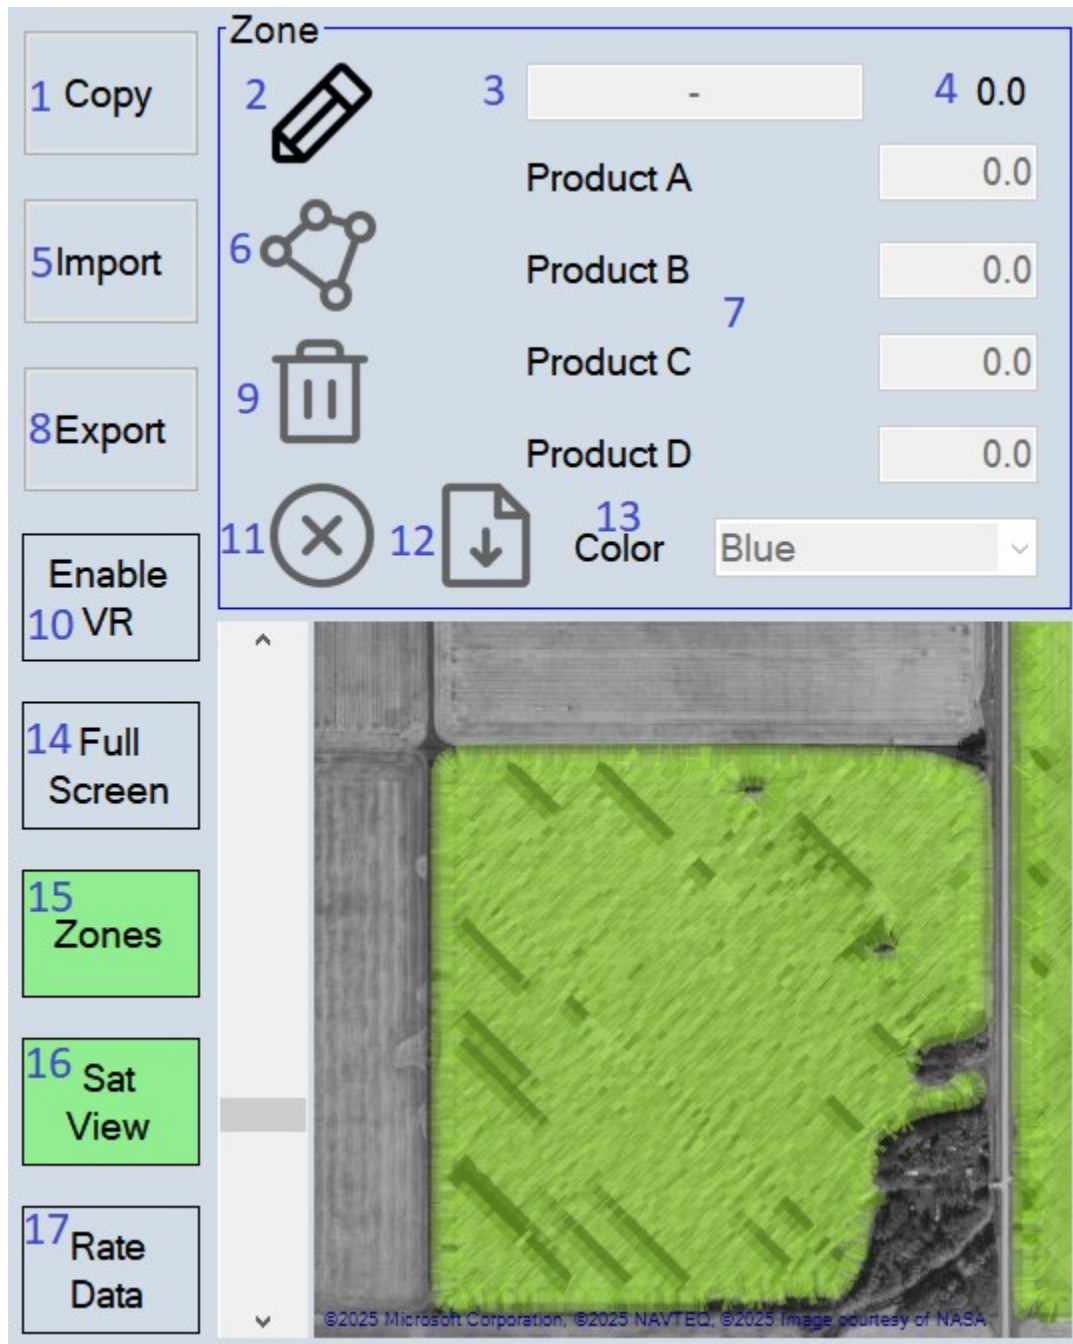 Zone
1 Copy
2
3 -
4 0.0
Product A 0.0
5 Import
6
Product B 0.0
7
Product C 0.0
8 Export
9
Product D 0.0
Enable
10 VR
11
12
13
Color Blue
14 Full
Screen
15
Zones
16 Sat
View
17 Rate
Data
©2025 Microsoft Corporation, ©2025 NAVTEQ, ©2025 Image courtesy of NASA